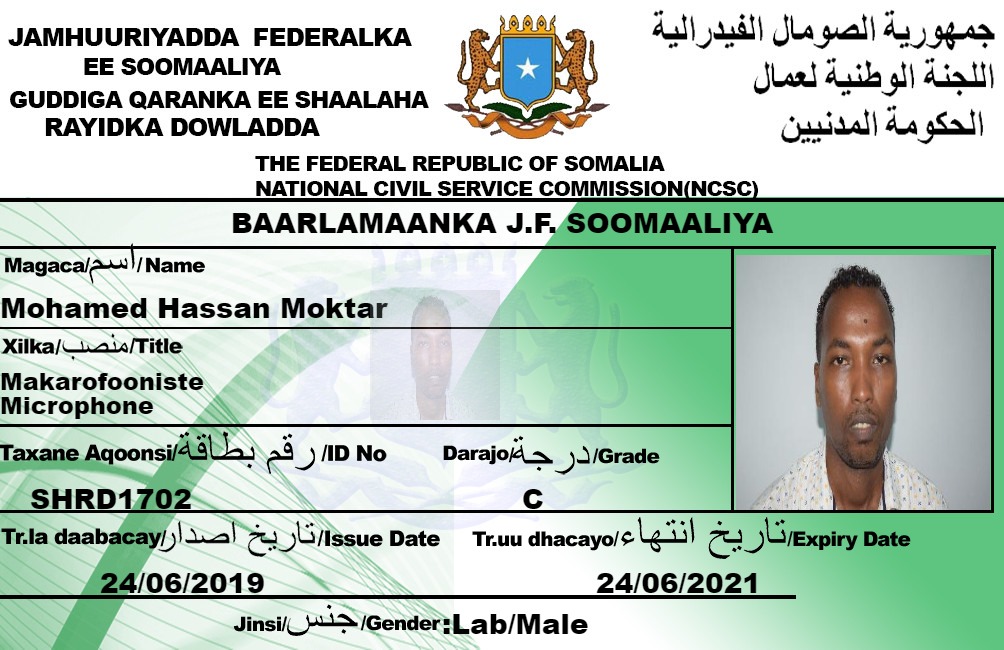 JAMHUURIYADDA FEDERALKA
EE SOOMAALIYA
GUDDIGA QARANKA EE SHAALAHA
RAYIDKA DOWLADDA
جمهورية الصومال الفيدرالية
اللجنة الوطنية لعمال
الحكومة المدنيين
THE FEDERAL REPUBLIC OF SOMALIA
NATIONAL CIVIL SERVICE COMMISSION(NCSC)
BAARLAMAANKA J.F. SOOMAALIYA
Magaca/اسم/Name
Mohamed Hassan Moktar
Xilka/منصب/Title
Makarofooniste
Microphone
Taxane Aqoonsi/رقم بطاقة/ID No
Darajo/درجة/Grade
SHRD1702
C
Tr.la daabacay/تاريخ اصدار/Issue Date
Tr.uu dhacayo/تاريخ انتهاء/Expiry Date
24/06/2019
24/06/2021
Jinsi/جنس/Gender:Lab/Male